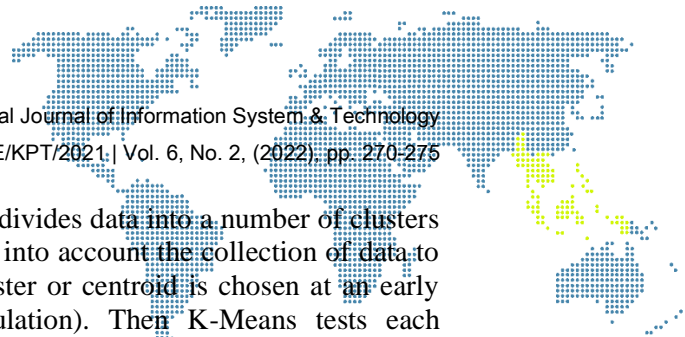 al Journal of Information System & Technology
E/KPT/2021 | Vol. 6, No. 2, (2022), pp. 270-275
divides data into a number of clusters
into account the collection of data to
ster or centroid is chosen at an early
ulation). Then K-Means tests each